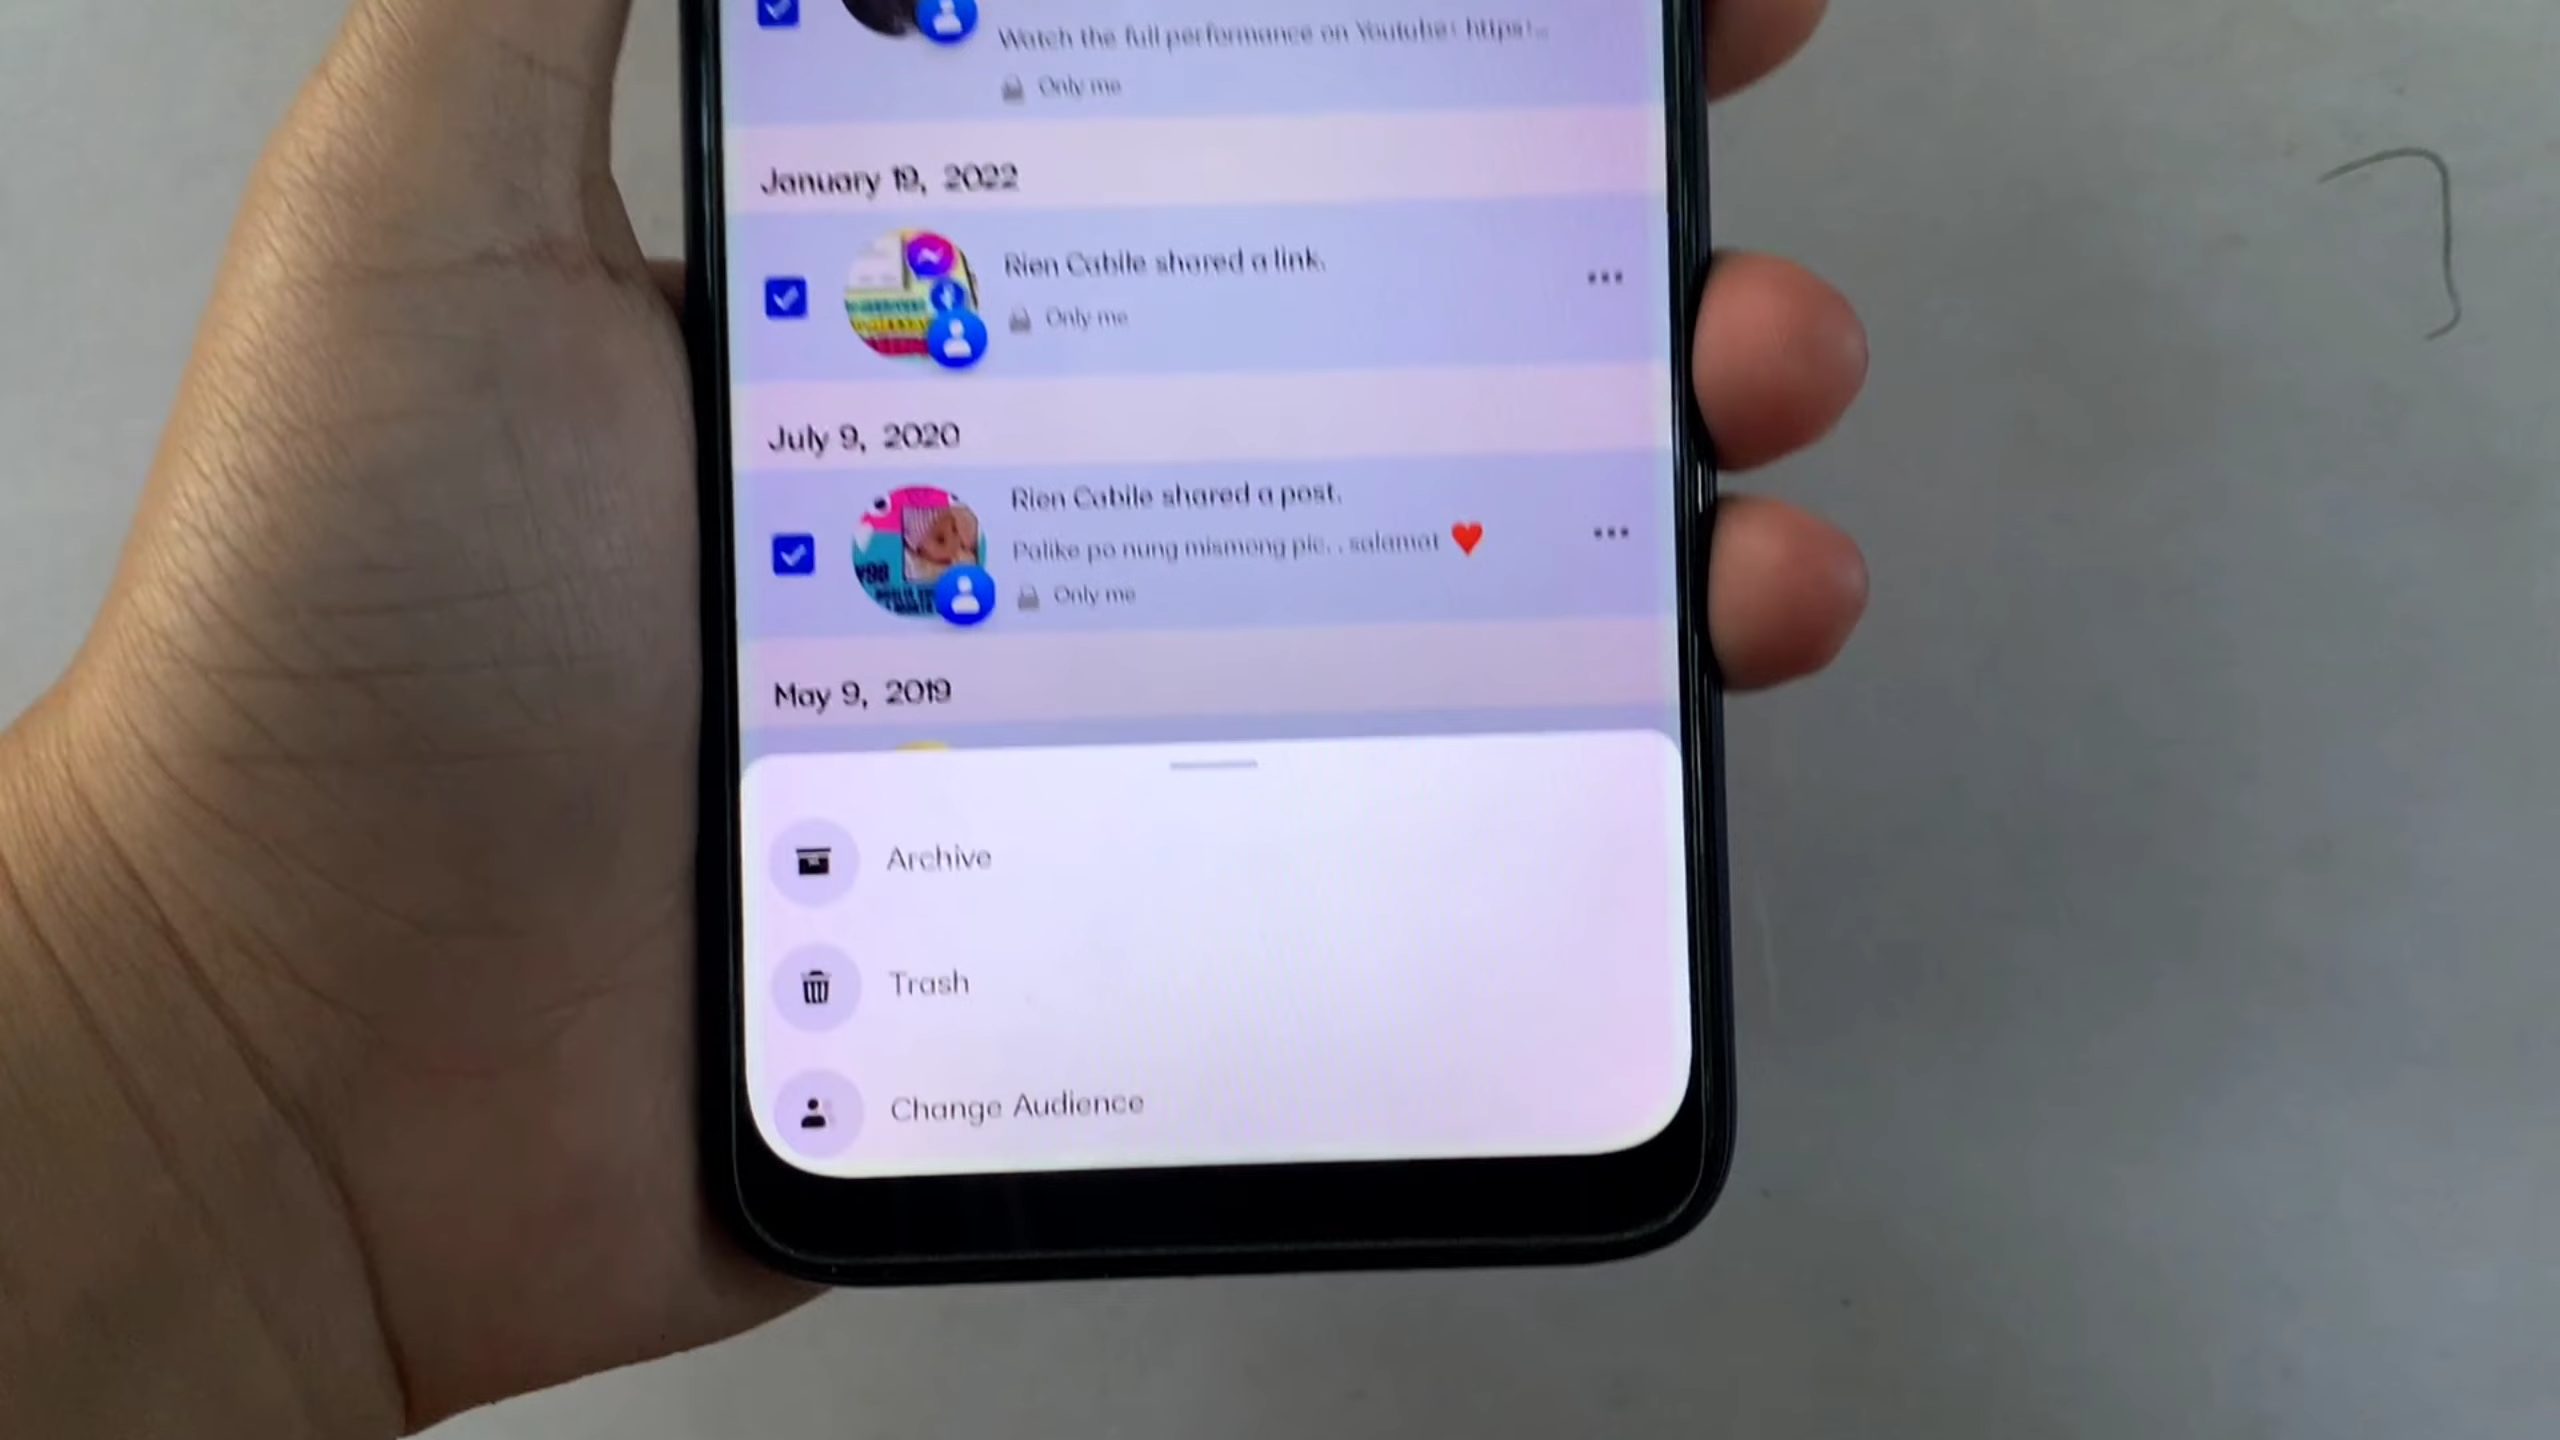 Watch the full performance on Youtube: https:...
Only me
January 19, 2022
Rien Cabile shared a link.
Only me
July 9, 2020
Rien Cabile shared a post.
Palike po nung mismong pic. . salamat ❤️
Only me
May 9, 2019
Archive
Trash
Change Audience